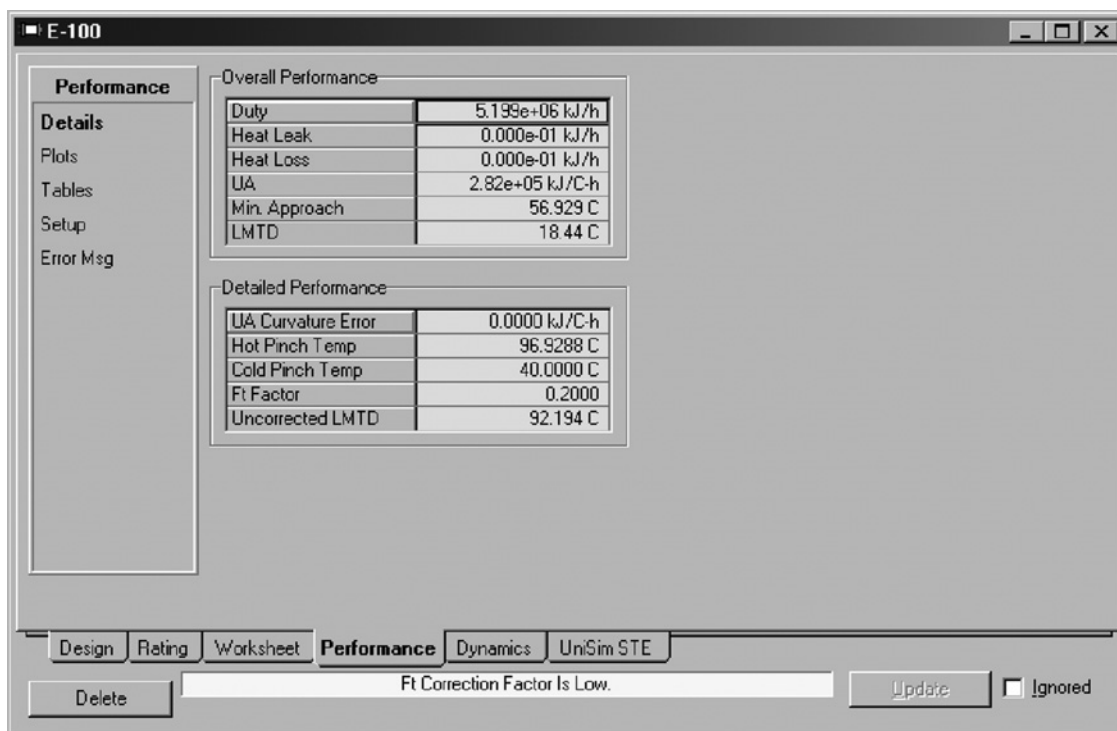 E-100
Performance
Details
Plots
Tables
Setup
Error Msg
Overall Performance
Duty 5.199e+06 kJ/h
Heat Leak 0.000e-01 kJ/h
Heat Loss 0.000e-01 kJ/h
UA 2.82e+05 kJ/C-h
Min. Approach 56.929 C
LMTD 18.44 C
Detailed Performance
UA Curvature Error 0.0000 kJ/C-h
Hot Pinch Temp 96.9288 C
Cold Pinch Temp 40.0000 C
Ft Factor 0.2000
Uncorrected LMTD 92.194 C
Design Rating Worksheet Performance Dynamics UniSim STE
Delete Ft Correction Factor Is Low. Update Ignored